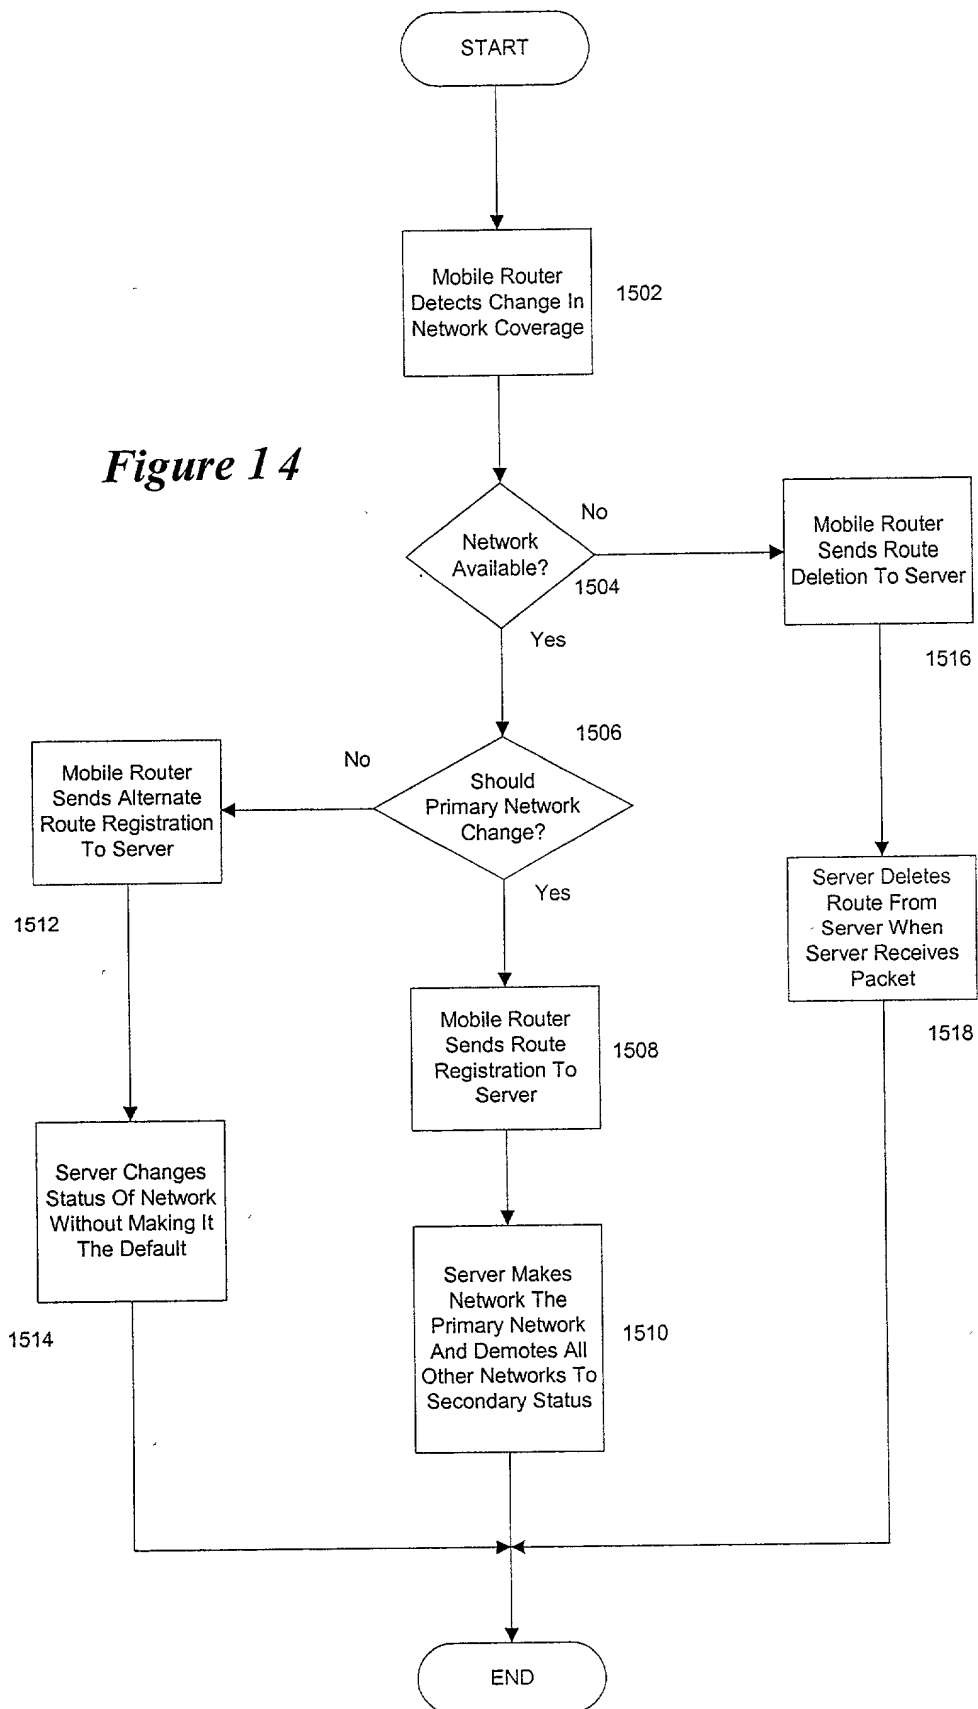 START
Mobile Router
Detects Change In
Network Coverage
1502
Figure 14
Network
Available?
No
1504
Yes
Mobile Router
Sends Route
Deletion To Server
1516
1506
Should
Primary Network
Change?
No
Yes
Mobile Router
Sends Alternate
Route Registration
To Server
1512
Server Deletes
Route From
Server When
Server Receives
Packet
1518
Mobile Router
Sends Route
Registration To
Server
1508
Server Changes
Status Of Network
Without Making It
The Default
1514
Server Makes
Network The
Primary Network
And Demotes All
Other Networks To
Secondary Status
1510
END